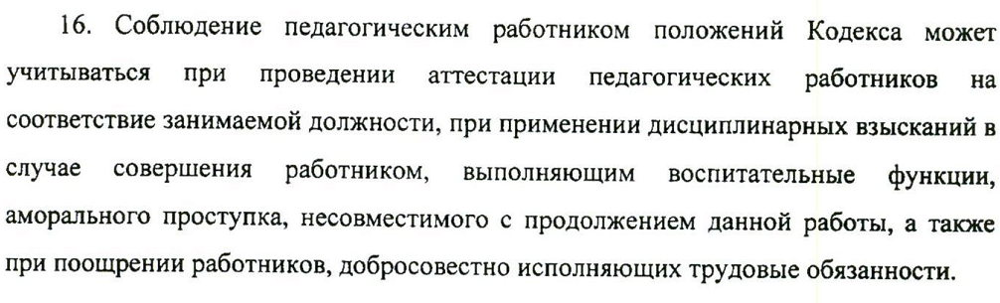 16. Соблюдение педагогическим работником положений Кодекса может
учитываться при проведении аттестации педагогических работников на
соответствие занимаемой должности, при применении дисциплинарных взысканий в
случае совершения работником, выполняющим воспитательные функции,
аморального проступка, несовместимого с продолжением данной работы, а также
при поощрении работников, добросовестно исполняющих трудовые обязанности.